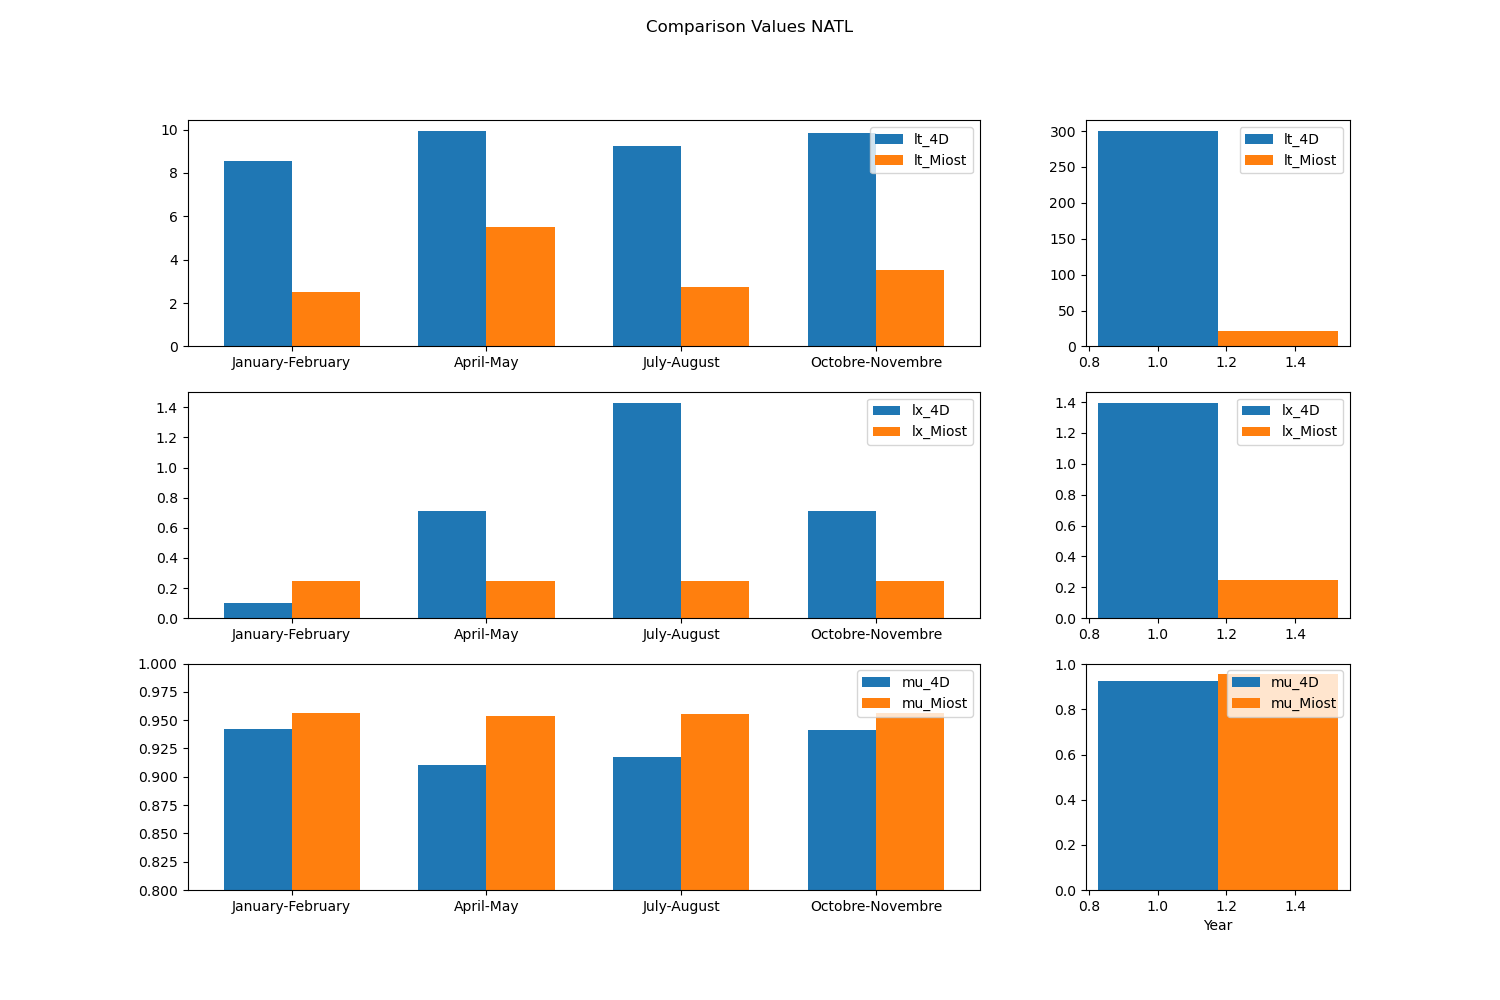 Comparison Values NATL
10
8
6
4
2
0
lt_4D
lt_Miost
January-February April-May July-August Octobre-Novembre
300
250
200
150
100
50
0
lt_4D
lt_Miost
0.8 1.0 1.2 1.4
1.4
1.2
1.0
0.8
0.6
0.4
0.2
0.0
lx_4D
lx_Miost
January-February April-May July-August Octobre-Novembre
1.4
1.2
1.0
0.8
0.6
0.4
0.2
0.0
lx_4D
lx_Miost
0.8 1.0 1.2 1.4
1.000
0.975
0.950
0.925
0.900
0.875
0.850
0.825
0.800
mu_4D
mu_Miost
January-February April-May July-August Octobre-Novembre
1.0
0.8
0.6
0.4
0.2
0.0
mu_4D
mu_Miost
0.8 1.0 1.2 1.4
Year